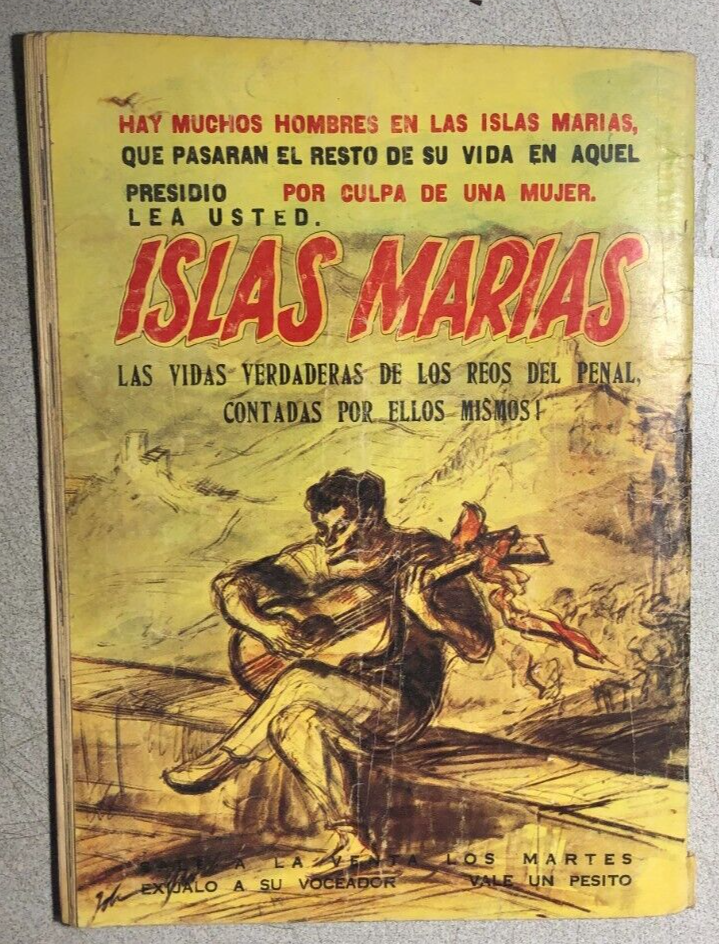 HAY MUCHOS HOMBRES EN LAS ISLAS MARIAS,
QUE PASARAN EL RESTO DE SU VIDA EN AQUEL
PRESIDIO POR CULPA DE UNA MUJER.
LEA USTED.
ISLAS MARIAS
LAS VIDAS VERDADERAS DE LOS REOS DEL PENAL,
CONTADAS POR ELLOS MISMOS!
A LA VENTA LOS MARTES
EXIJALO A SU VOCEADOR VALE UN PESITO